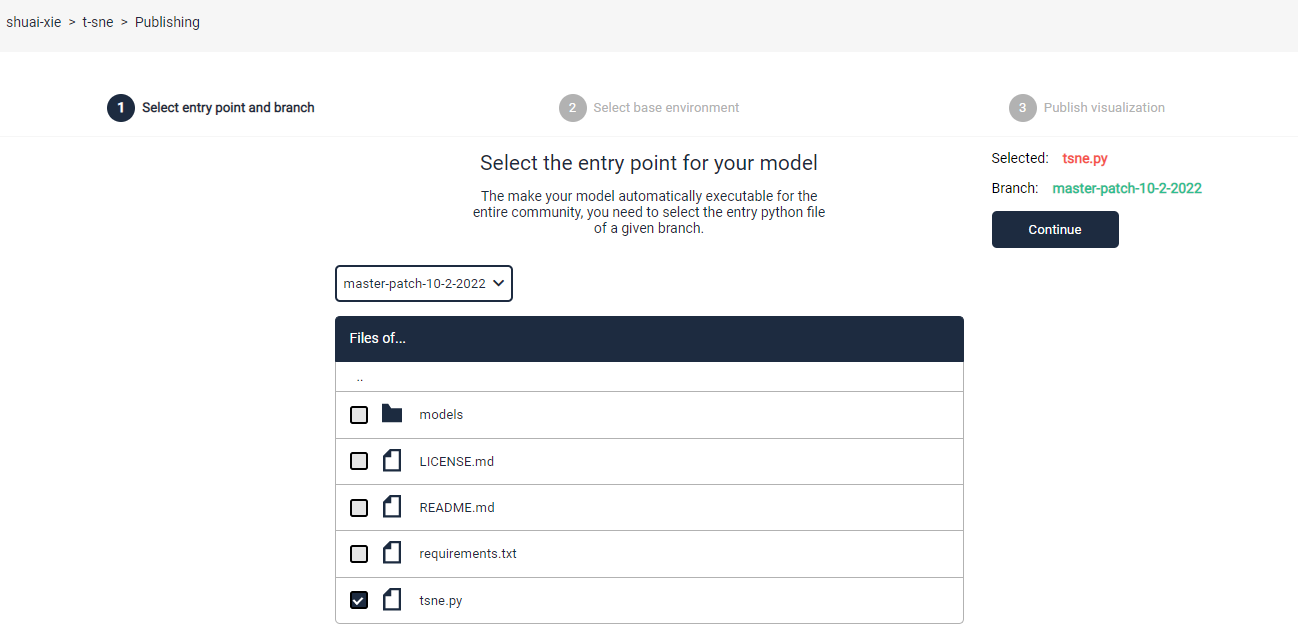 shuai-xie > t-sne > Publishing
1 Select entry point and branch
2 Select base environment
3 Publish visualization
Select the entry point for your model
The make your model automatically executable for the
entire community, you need to select the entry python file
of a given branch.
Selected: tsne.py
Branch: master-patch-10-2-2022
Continue
master-patch-10-2-2022
Files of...
..
models
LICENSE.md
README.md
requirements.txt
tsne.py